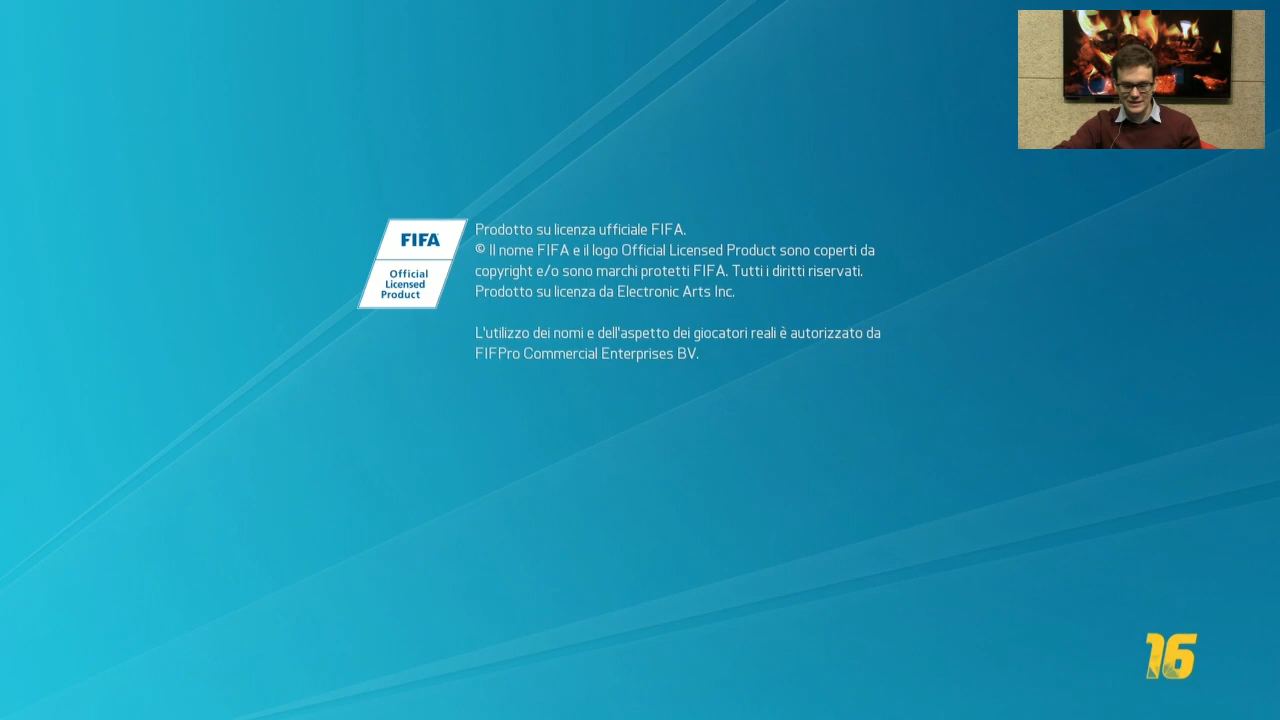 FIFA
Official
Licensed
Product
Prodotto su licenza ufficiale FIFA.
© Il nome FIFA e il logo Official Licensed Product sono coperti da
copyright e/o sono marchi protetti FIFA. Tutti i diritti riservati.
Prodotto su licenza da Electronic Arts Inc.
L'utilizzo dei nomi e dell'aspetto dei giocatori reali è autorizzato da
FIFPro Commercial Enterprises BV.
16